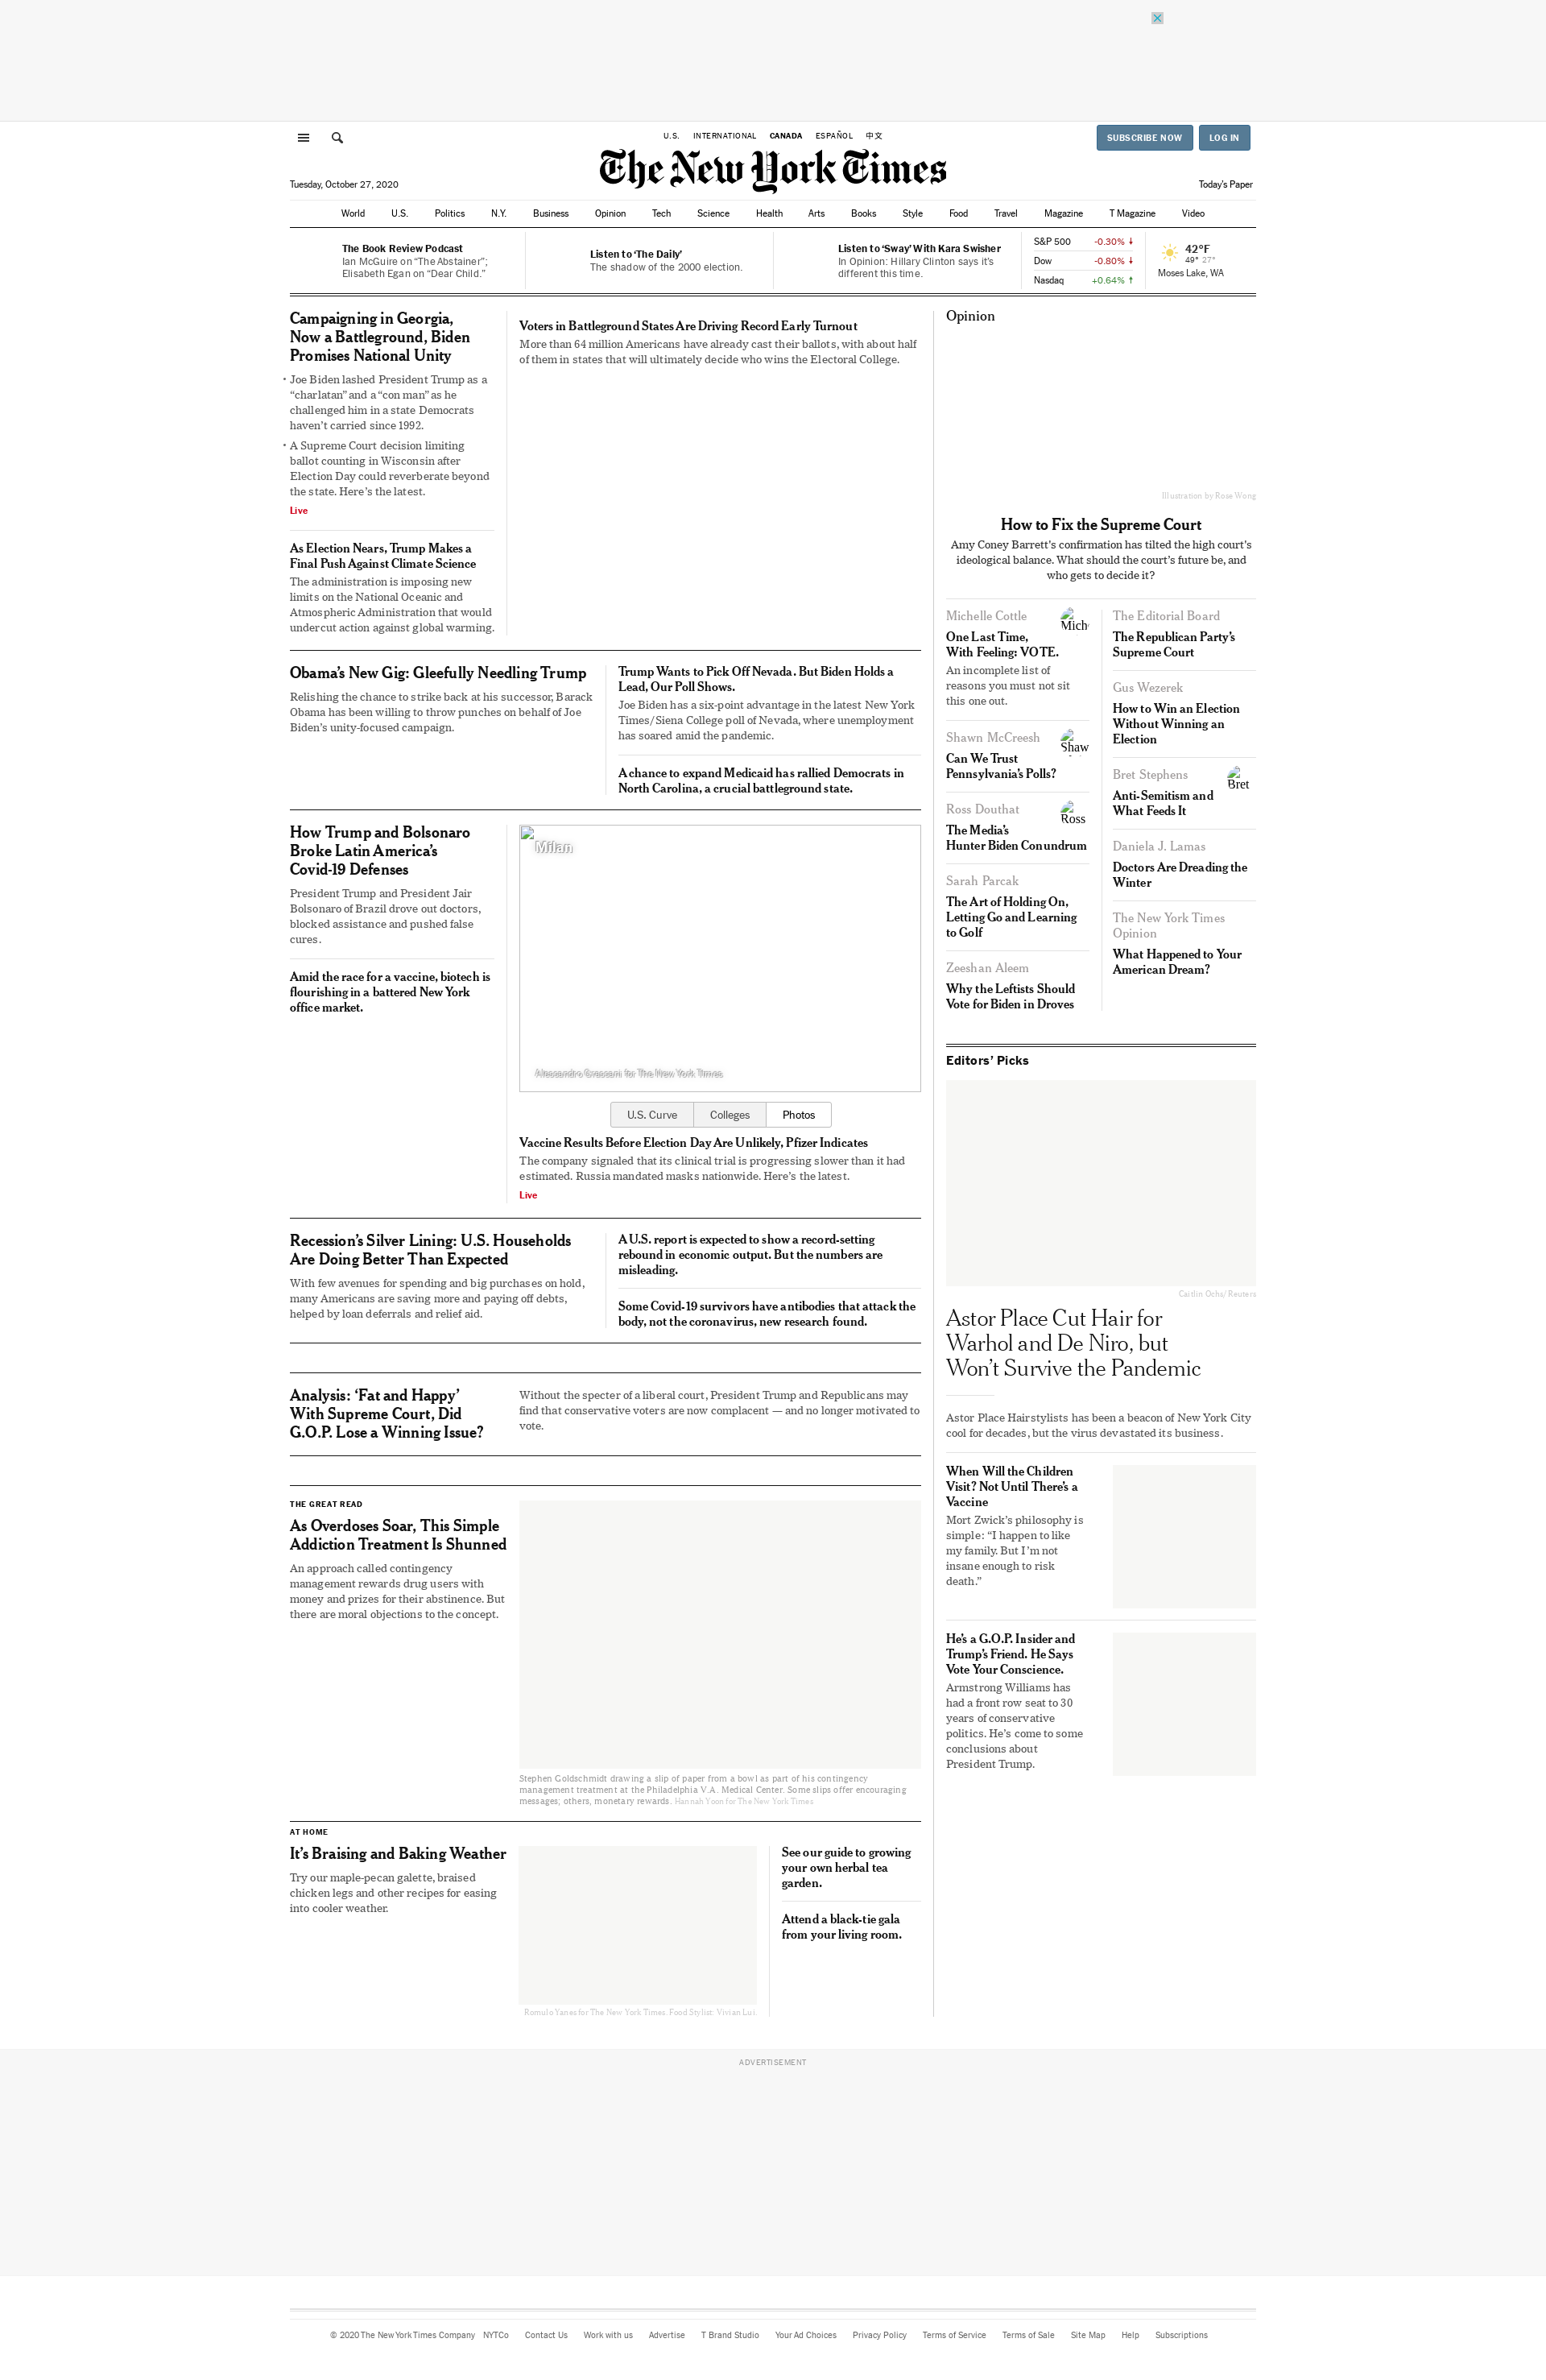 U.S. INTERNATIONAL CANADA ESPAÑOL 中文
SUBSCRIBE NOW LOG IN
The New York Times
Tuesday, October 27, 2020
Today's Paper
World U.S. Politics N.Y. Business Opinion Tech Science Health Arts Books Style Food Travel Magazine T Magazine Video
The Book Review Podcast
Ian McGuire on “The Abstainer”;
Elisabeth Egan on “Dear Child.”
Listen to ‘The Daily’
The shadow of the 2000 election.
Listen to ‘Sway’ With Kara Swisher
In Opinion: Hillary Clinton says it's
different this time.
S&P 500 -0.30%
Dow -0.80%
Nasdaq +0.64%
42°F
49° 27°
Moses Lake, WA
Campaigning in Georgia,
Now a Battleground, Biden
Promises National Unity
• Joe Biden lashed President Trump as a
“charlatan” and a “con man” as he
challenged him in a state Democrats
haven’t carried since 1992.
• A Supreme Court decision limiting
ballot counting in Wisconsin after
Election Day could reverberate beyond
the state. Here’s the latest.
Live
As Election Nears, Trump Makes a
Final Push Against Climate Science
The administration is imposing new
limits on the National Oceanic and
Atmospheric Administration that would
undercut action against global warming.
Voters in Battleground States Are Driving Record Early Turnout
More than 64 million Americans have already cast their ballots, with about half
of them in states that will ultimately decide who wins the Electoral College.
Obama’s New Gig: Gleefully Needling Trump
Relishing the chance to strike back at his successor, Barack
Obama has been willing to throw punches on behalf of Joe
Biden’s unity-focused campaign.
Trump Wants to Pick Off Nevada. But Biden Holds a
Lead, Our Poll Shows.
Joe Biden has a six-point advantage in the latest New York
Times/Siena College poll of Nevada, where unemployment
has soared amid the pandemic.
A chance to expand Medicaid has rallied Democrats in
North Carolina, a crucial battleground state.
How Trump and Bolsonaro
Broke Latin America’s
Covid-19 Defenses
President Trump and President Jair
Bolsonaro of Brazil drove out doctors,
blocked assistance and pushed false
cures.
Amid the race for a vaccine, biotech is
flourishing in a battered New York
office market.
Milan
Alessandro Grassani for The New York Times
U.S. Curve Colleges Photos
Vaccine Results Before Election Day Are Unlikely, Pfizer Indicates
The company signaled that its clinical trial is progressing slower than it had
estimated. Russia mandated masks nationwide. Here’s the latest.
Live
Recession’s Silver Lining: U.S. Households
Are Doing Better Than Expected
With few avenues for spending and big purchases on hold,
many Americans are saving more and paying off debts,
helped by loan deferrals and relief aid.
A U.S. report is expected to show a record-setting
rebound in economic output. But the numbers are
misleading.
Some Covid-19 survivors have antibodies that attack the
body, not the coronavirus, new research found.
Analysis: ‘Fat and Happy’
With Supreme Court, Did
G.O.P. Lose a Winning Issue?
Without the specter of a liberal court, President Trump and Republicans may
find that conservative voters are now complacent — and no longer motivated to
vote.
THE GREAT READ
As Overdoses Soar, This Simple
Addiction Treatment Is Shunned
An approach called contingency
management rewards drug users with
money and prizes for their abstinence. But
there are moral objections to the concept.
Stephen Goldschmidt drawing a slip of paper from a bowl as part of his contingency
management treatment at the Philadelphia V.A. Medical Center. Some slips offer encouraging
messages; others, monetary rewards. Hannah Yoon for The New York Times
AT HOME
It’s Braising and Baking Weather
Try our maple-pecan galette, braised
chicken legs and other recipes for easing
into cooler weather.
Romulo Yanes for The New York Times. Food Stylist: Vivian Lui.
See our guide to growing
your own herbal tea
garden.
Attend a black-tie gala
from your living room.
Opinion
Illustration by Rose Wong
How to Fix the Supreme Court
Amy Coney Barrett’s confirmation has tilted the high court’s
ideological balance. What should the court’s future be, and
who gets to decide it?
Michelle Cottle
Mich
One Last Time,
With Feeling: VOTE.
An incomplete list of
reasons you must not sit
this one out.
Shawn McCreesh
Shaw
Can We Trust
Pennsylvania’s Polls?
Ross Douthat
Ross
The Media’s
Hunter Biden Conundrum
Sarah Parcak
The Art of Holding On,
Letting Go and Learning
to Golf
Zeeshan Aleem
Why the Leftists Should
Vote for Biden in Droves
The Editorial Board
The Republican Party’s
Supreme Court
Gus Wezerek
How to Win an Election
Without Winning an
Election
Bret Stephens
Bret
Anti-Semitism and
What Feeds It
Daniela J. Lamas
Doctors Are Dreading the
Winter
The New York Times
Opinion
What Happened to Your
American Dream?
Editors’ Picks
Caitlin Ochs/Reuters
Astor Place Cut Hair for
Warhol and De Niro, but
Won’t Survive the Pandemic
Astor Place Hairstylists has been a beacon of New York City
cool for decades, but the virus devastated its business.
When Will the Children
Visit? Not Until There’s a
Vaccine
Mort Zwick’s philosophy is
simple: “I happen to like
my family. But I’m not
insane enough to risk
death.”
He’s a G.O.P. Insider and
Trump’s Friend. He Says
Vote Your Conscience.
Armstrong Williams has
had a front row seat to 30
years of conservative
politics. He’s come to some
conclusions about
President Trump.
ADVERTISEMENT
© 2020 The New York Times Company NYTCo Contact Us Work with us Advertise T Brand Studio Your Ad Choices Privacy Policy Terms of Service Terms of Sale Site Map Help Subscriptions